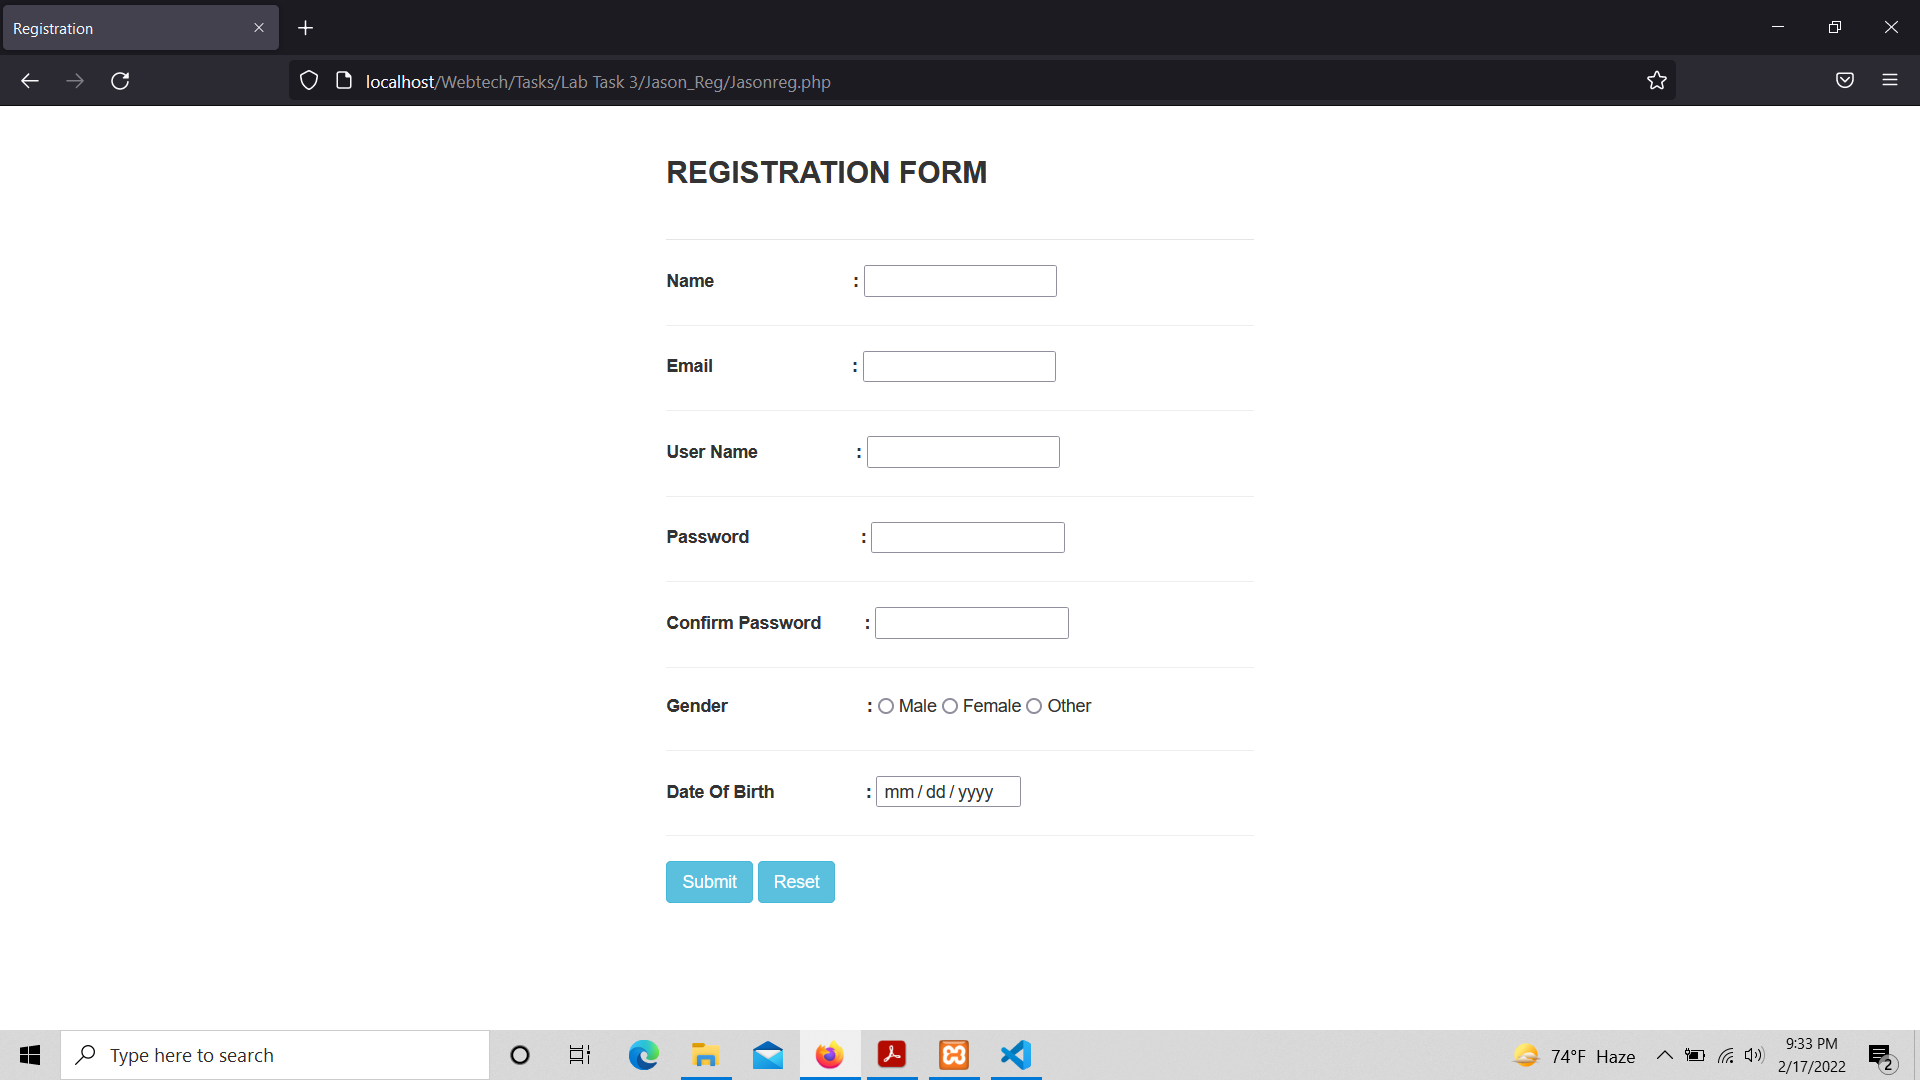 Registration
localhost/Webtech/Tasks/Lab Task 3/Jason_Reg/Jasonreg.php
REGISTRATION FORM
Name :
Email :
User Name :
Password :
Confirm Password :
Gender : Male Female Other
Date Of Birth : mm / dd / yyyy
Submit Reset
Type here to search
74°F Haze
9:33 PM
2/17/2022
2